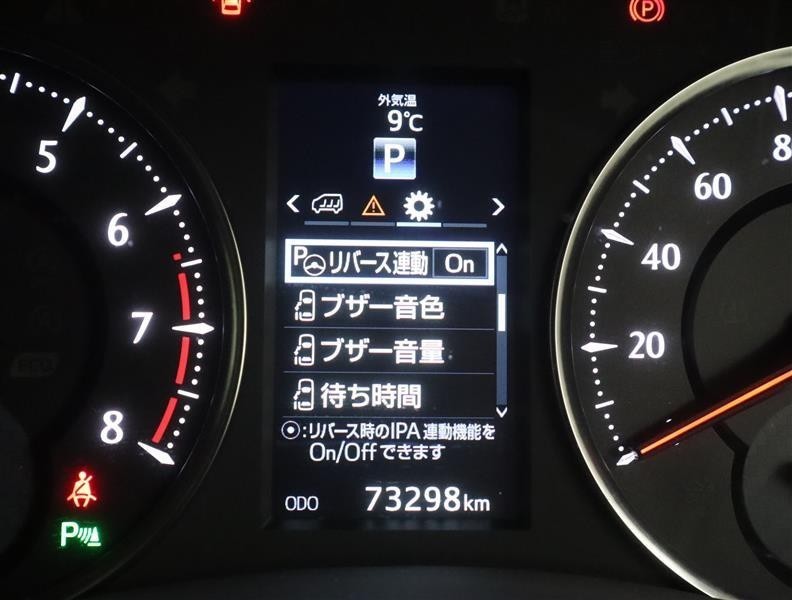 外気温
9℃
P
P リバース連動 On
ブザー音色
ブザー音量
待ち時間
⦿:リバース時のIPA連動機能を
On/Offできます
ODO 73298km
5
6
7
8
P
P
20
40
60
8